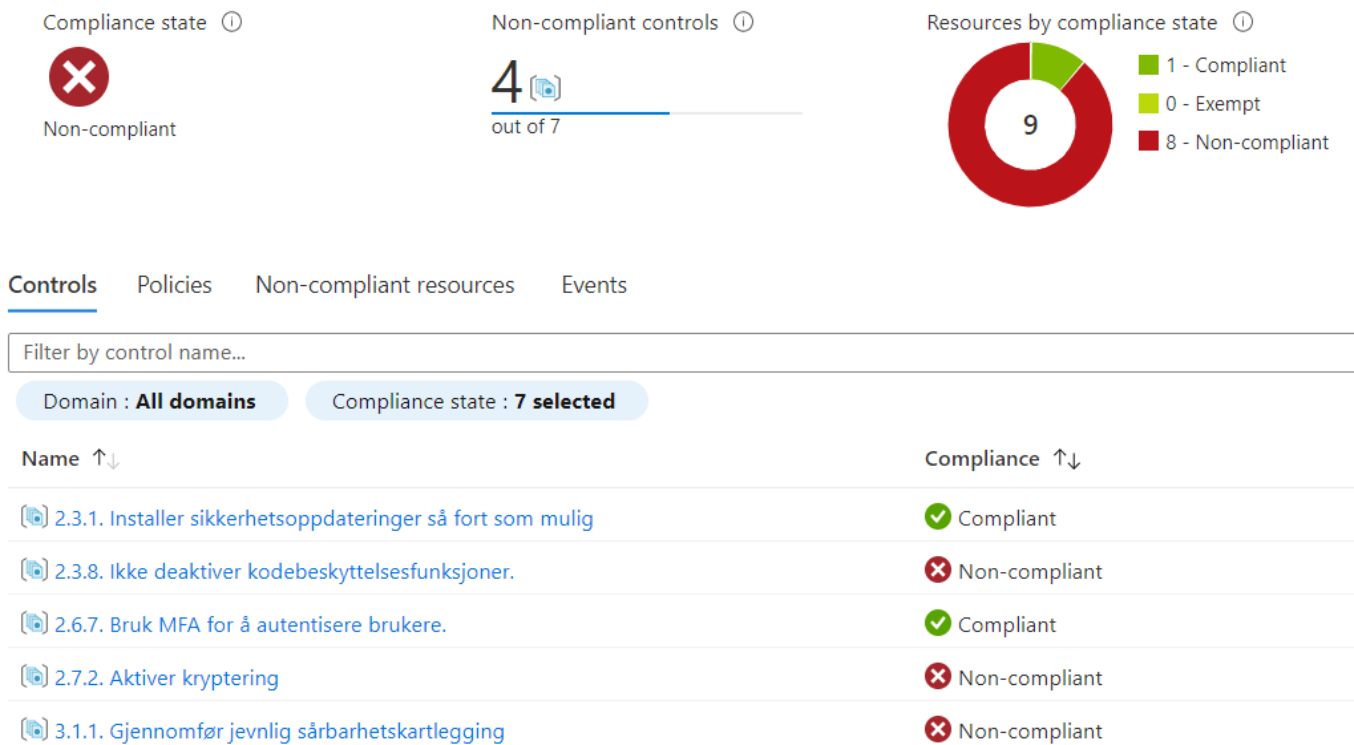 Compliance state
Non-compliant controls
Resources by compliance state
Non-compliant
4
out of 7
9
1 - Compliant
0 - Exempt
8 - Non-compliant
Controls Policies Non-compliant resources Events
Filter by control name...
Domain : All domains Compliance state : 7 selected
Name Compliance
2.3.1. Installer sikkerhetsoppdateringer så fort som mulig Compliant
2.3.8. Ikke deaktiver kodebeskyttelsesfunksjoner. Non-compliant
2.6.7. Bruk MFA for å autentisere brukere. Compliant
2.7.2. Aktiver kryptering Non-compliant
3.1.1. Gjennomfør jevnlig sårbarhetskartlegging Non-compliant